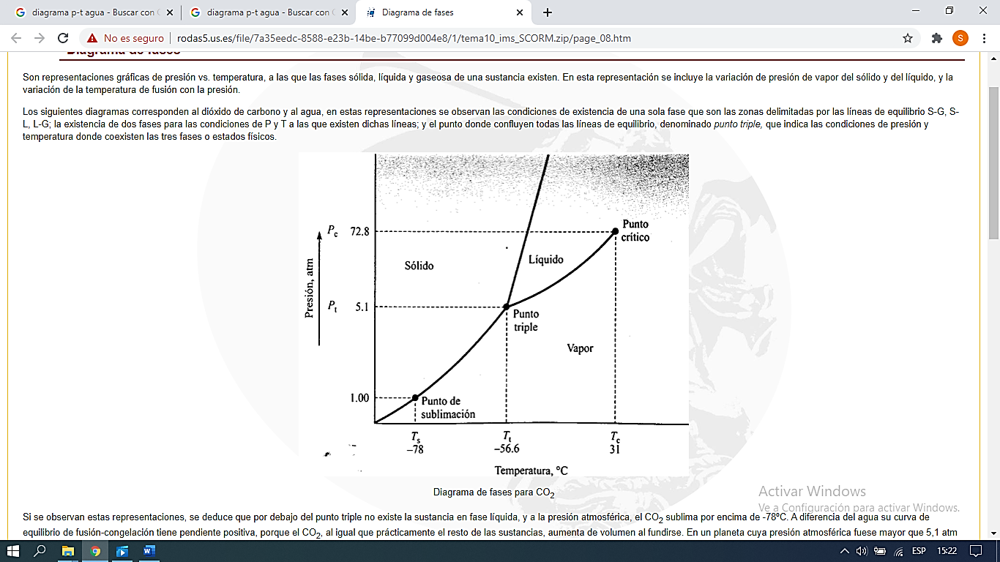 diagrama p-t agua - Buscar con G
diagrama p-t agua - Buscar con G
Diagrama de fases
No es seguro
rodas5.us.es/file/7a35eedc-8588-e23b-14be-b77099d004e8/1/tema10_ims_SCORM.zip/page_08.htm
S
Diagrama de fases
Son representaciones gráficas de presión vs. temperatura, a las que las fases sólida, líquida y gaseosa de una sustancia existen. En esta representación se incluye la variación de presión de vapor del sólido y del líquido, y la
variación de la temperatura de fusión con la presión.
Los siguientes diagramas corresponden al dióxido de carbono y al agua, en estas representaciones se observan las condiciones de existencia de una sola fase que son las zonas delimitadas por las líneas de equilibrio S-G, S-
L, L-G; la existencia de dos fases para las condiciones de P y T a las que existen dichas líneas; y el punto donde confluyen todas las líneas de equilibrio, denominado punto triple, que indica las condiciones de presión y
temperatura donde coexisten las tres fases o estados físicos.
Presión, atm
Pc 72.8
Punto
crítico
Sólido
Líquido
Pt 5.1
Punto
triple
Vapor
1.00
Punto de
sublimación
Ts Tt Tc
–78 –56.6 31
Temperatura, °C
Diagrama de fases para CO2
Activar Windows
Ve a Configuración para activar Windows.
Si se observan estas representaciones, se deduce que por debajo del punto triple no existe la sustancia en fase líquida, y a la presión atmosférica, el CO2 sublima por encima de -78ºC. A diferencia del agua su curva de
equilibrio de fusión-congelación tiene pendiente positiva, porque el CO2, al igual que prácticamente el resto de las sustancias, aumenta de volumen al fundirse. En un planeta cuya presión atmosférica fuese mayor que 5,1 atm
ESP
15:22